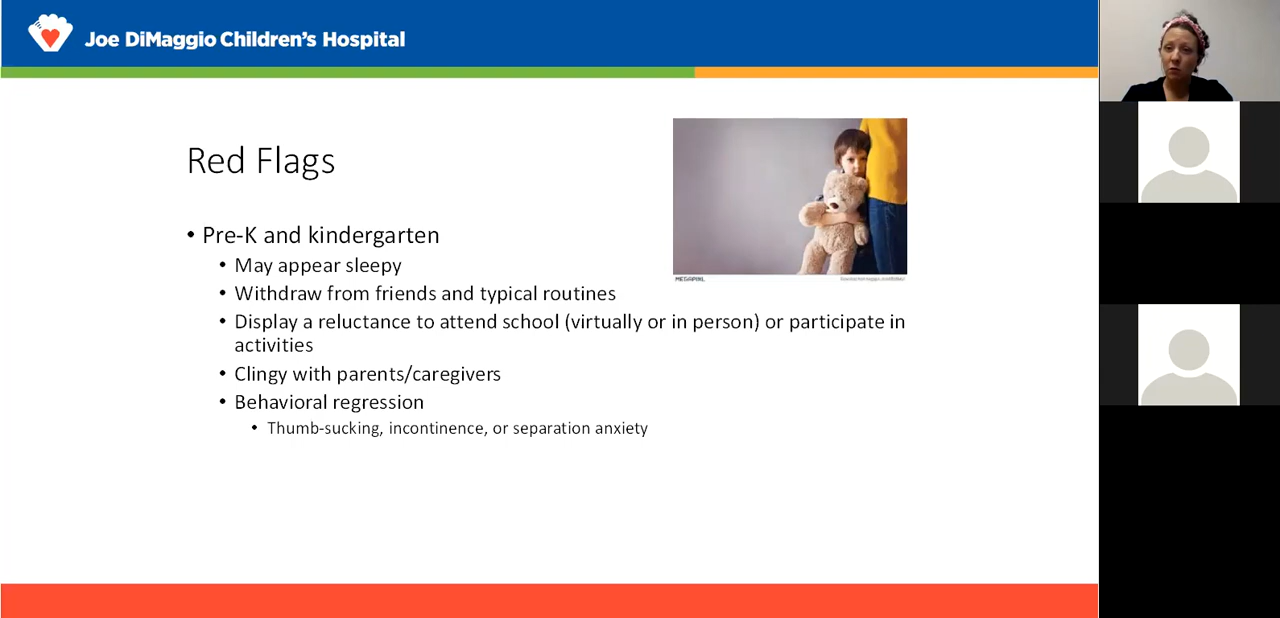 Joe DiMaggio Children's Hospital
Red Flags
• Pre-K and kindergarten
• May appear sleepy
• Withdraw from friends and typical routines
• Display a reluctance to attend school (virtually or in person) or participate in
activities
• Clingy with parents/caregivers
• Behavioral regression
• Thumb-sucking, incontinence, or separation anxiety
MEGAPIXL